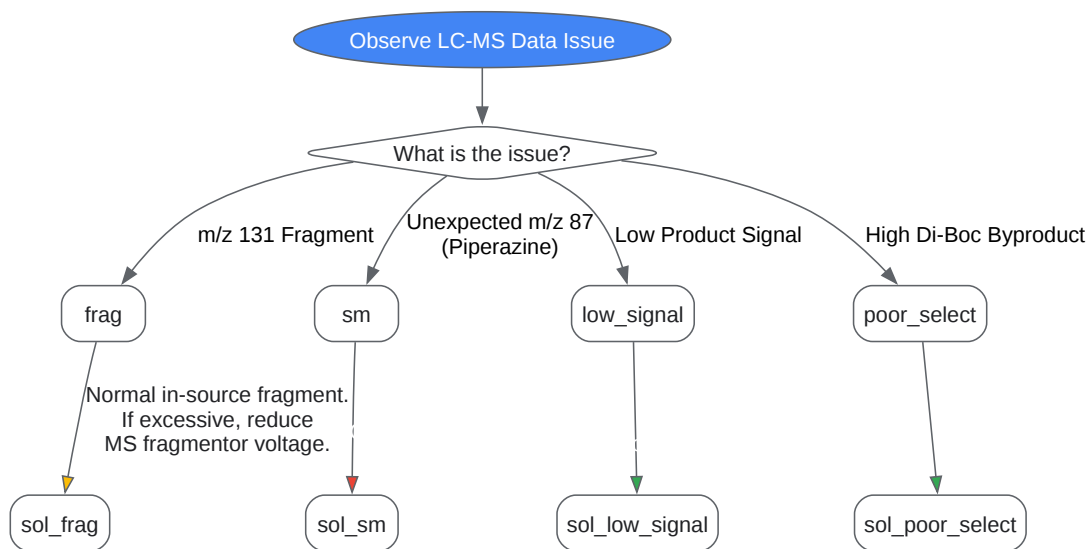 Observe LC-MS Data Issue
What is the issue?
m/z 131 Fragment
Unexpected m/z 87
(Piperazine)
Low Product Signal
High Di-Boc Byproduct
frag
sm
low_signal
poor_select
Normal in-source fragment.
If excessive, reduce
MS fragmentor voltage.
sol_frag
sol_sm
sol_low_signal
sol_poor_select